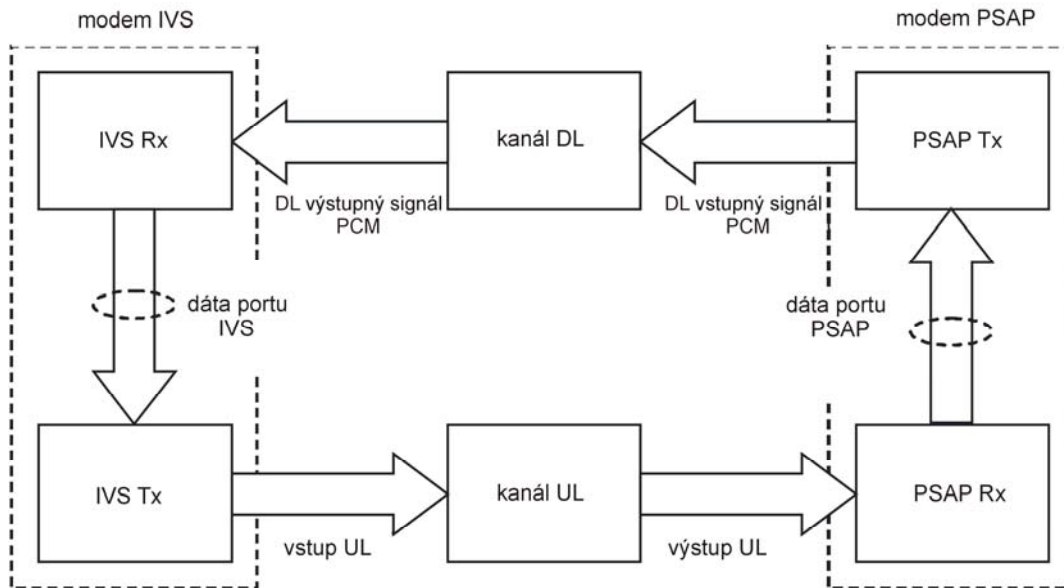 modem IVS
modem PSAP
IVS Rx
kanál DL
PSAP Tx
DL výstupný signál
PCM
DL vstupný signál
PCM
dáta portu
IVS
dáta portu
PSAP
IVS Tx
kanál UL
PSAP Rx
vstup UL
výstup UL